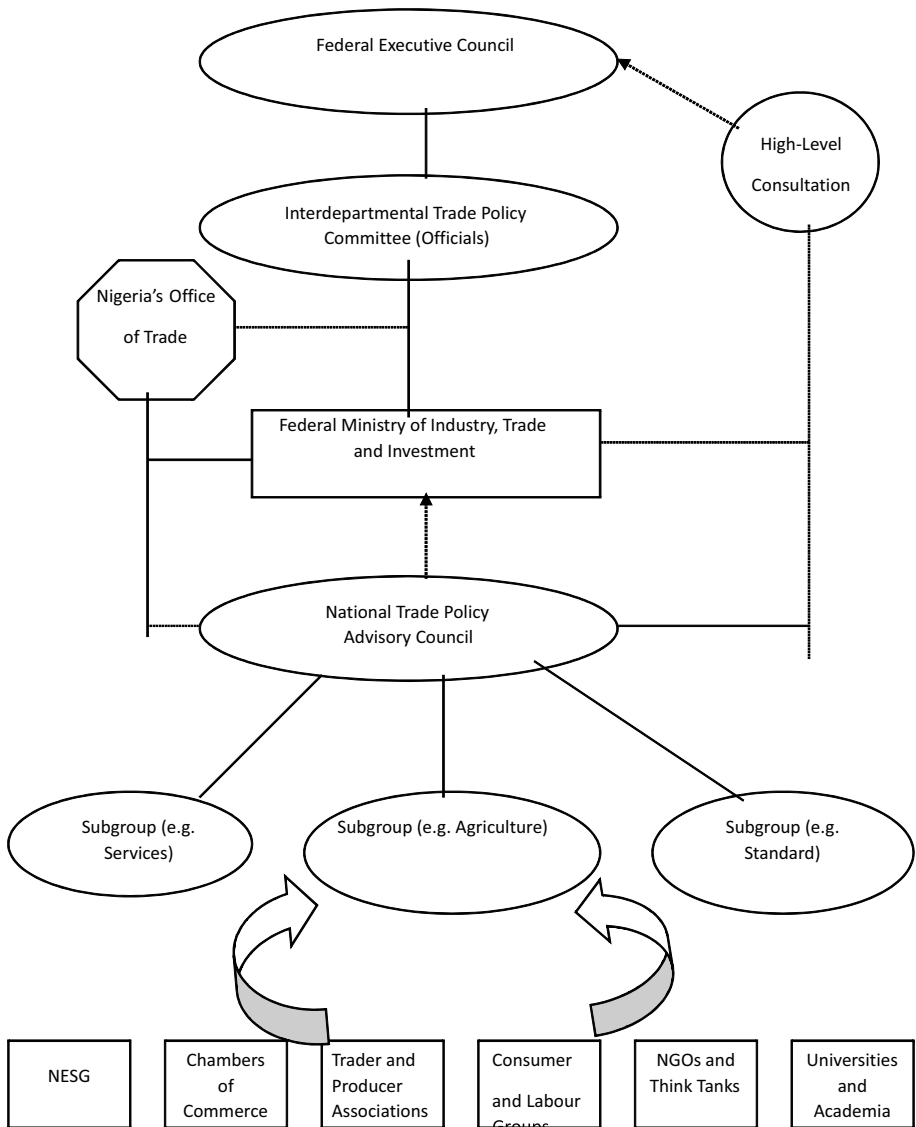 Federal Executive Council
High-Level
Consultation
Interdepartmental Trade Policy
Committee (Officials)
Nigeria’s Office
of Trade
Federal Ministry of Industry, Trade
and Investment
National Trade Policy
Advisory Council
Subgroup (e.g.
Services)
Subgroup (e.g. Agriculture)
Subgroup (e.g.
Standard)
NESG
Chambers
of
Commerce
Trader and
Producer
Associations
Consumer
and Labour
Groups
NGOs and
Think Tanks
Universities
and
Academia